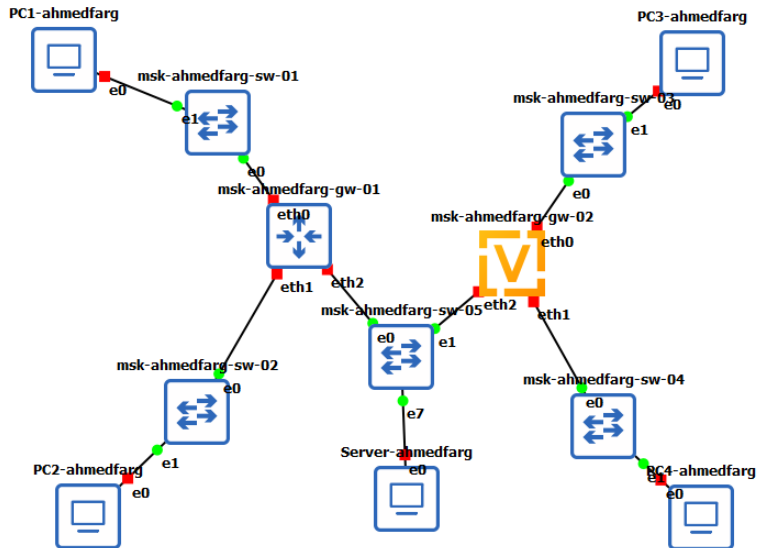 PC1-ahmedfarg
PC3-ahmedfarg
msk-ahmedfarg-sw-01
e0
e1
msk-ahmedfarg-sw-03
e0
e1
e0
e0
msk-ahmedfarg-gw-01
msk-ahmedfarg-gw-02
eth0
eth0
V
eth1
eth2
eth2
eth1
msk-ahmedfarg-sw-05
e0
e1
msk-ahmedfarg-sw-02
e0
msk-ahmedfarg-sw-04
e0
e7
e1
Server-ahmedfarg
e0
PC2-ahmedfarg
e0
e1
PC4-ahmedfarg
e0